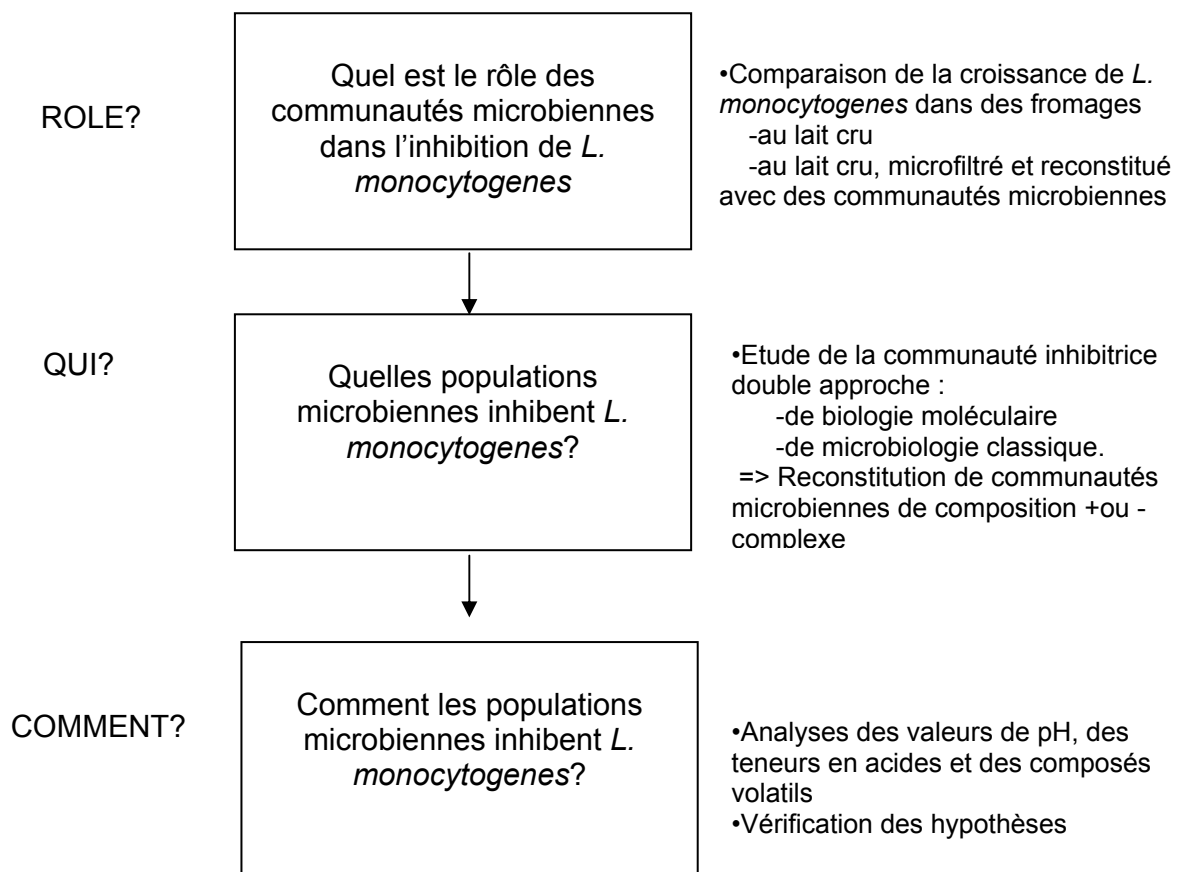 ROLE?
Quel est le rôle des
communautés microbiennes
dans l’inhibition de L.
monocytogenes
•Comparaison de la croissance de L.
monocytogenes dans des fromages
-au lait cru
-au lait cru, microfiltré et reconstitué
avec des communautés microbiennes
QUI?
Quelles populations
microbiennes inhibent L.
monocytogenes?
•Etude de la communauté inhibitrice
double approche :
-de biologie moléculaire
-de microbiologie classique.
=> Reconstitution de communautés
microbiennes de composition +ou -
complexe
COMMENT?
Comment les populations
microbiennes inhibent L.
monocytogenes?
•Analyses des valeurs de pH, des
teneurs en acides et des composés
volatils
•Vérification des hypothèses